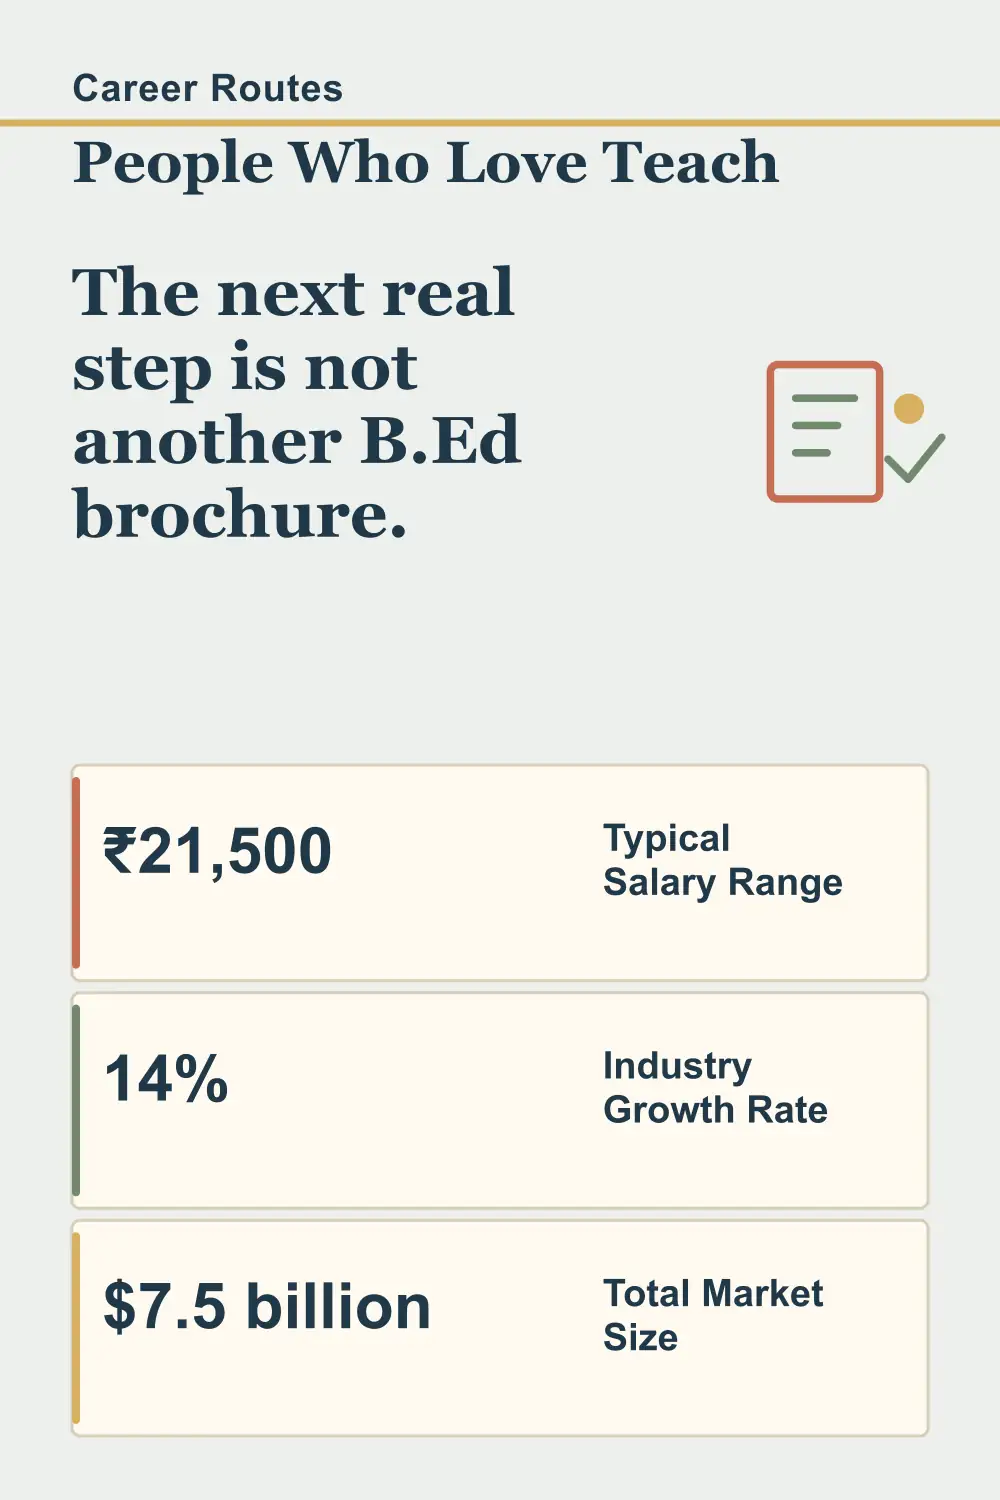 Career Routes
People Who Love Teach
The next real
step is not
another B.Ed
brochure.
₹21,500
Typical
Salary Range
14%
Industry
Growth Rate
$7.5 billion
Total Market
Size